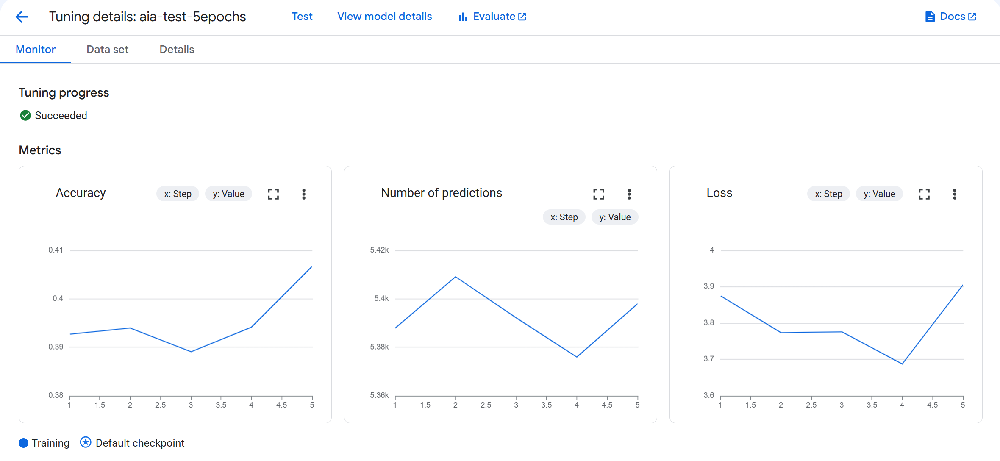 Tuning details: aia-test-5epochs Test View model details Evaluate Docs
Monitor Data set Details
Tuning progress
Succeeded
Metrics
Accuracy x: Step y: Value
0.41
0.4
0.39
0.38
1 1.5 2 2.5 3 3.5 4 4.5 5
Number of predictions
x: Step y: Value
5.42k
5.4k
5.38k
5.36k
1 1.5 2 2.5 3 3.5 4 4.5 5
Loss x: Step y: Value
4
3.9
3.8
3.7
3.6
1 1.5 2 2.5 3 3.5 4 4.5 5
Training Default checkpoint